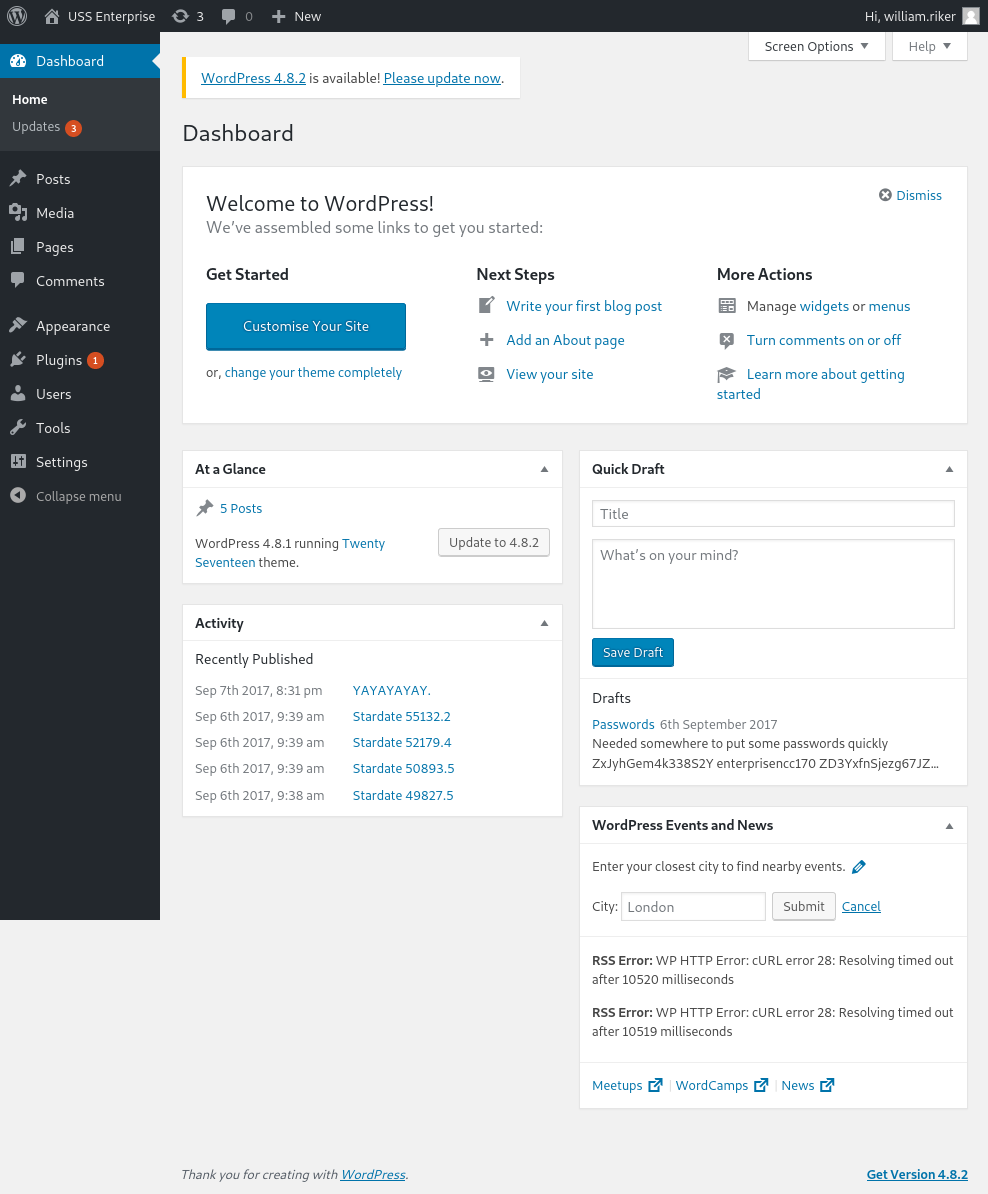 USS Enterprise 3 0 New Hi, william.riker
Screen Options Help
Dashboard
Home
Updates 3
Posts
Media
Pages
Comments
Appearance
Plugins 1
Users
Tools
Settings
Collapse menu
WordPress 4.8.2 is available! Please update now.
Dashboard
Welcome to WordPress!
Dismiss
We've assembled some links to get you started:
Get Started
Customise Your Site
or, change your theme completely
Next Steps
Write your first blog post
Add an About page
View your site
More Actions
Manage widgets or menus
Turn comments on or off
Learn more about getting
started
At a Glance
5 Posts
WordPress 4.8.1 running Twenty
Seventeen theme.
Update to 4.8.2
Activity
Recently Published
Sep 7th 2017, 8:31 pm YAYAYAYAY.
Sep 6th 2017, 9:39 am Stardate 55132.2
Sep 6th 2017, 9:39 am Stardate 52179.4
Sep 6th 2017, 9:39 am Stardate 50893.5
Sep 6th 2017, 9:38 am Stardate 49827.5
Quick Draft
Title
What's on your mind?
Save Draft
Drafts
Passwords 6th September 2017
Needed somewhere to put some passwords quickly
ZxJyhGem4k338S2Y enterprisencc170 ZD3YxfnSjezg67JZ…
WordPress Events and News
Enter your closest city to find nearby events.
City: London Submit Cancel
RSS Error: WP HTTP Error: cURL error 28: Resolving timed out
after 10520 milliseconds
RSS Error: WP HTTP Error: cURL error 28: Resolving timed out
after 10519 milliseconds
Meetups | WordCamps | News
Thank you for creating with WordPress.
Get Version 4.8.2